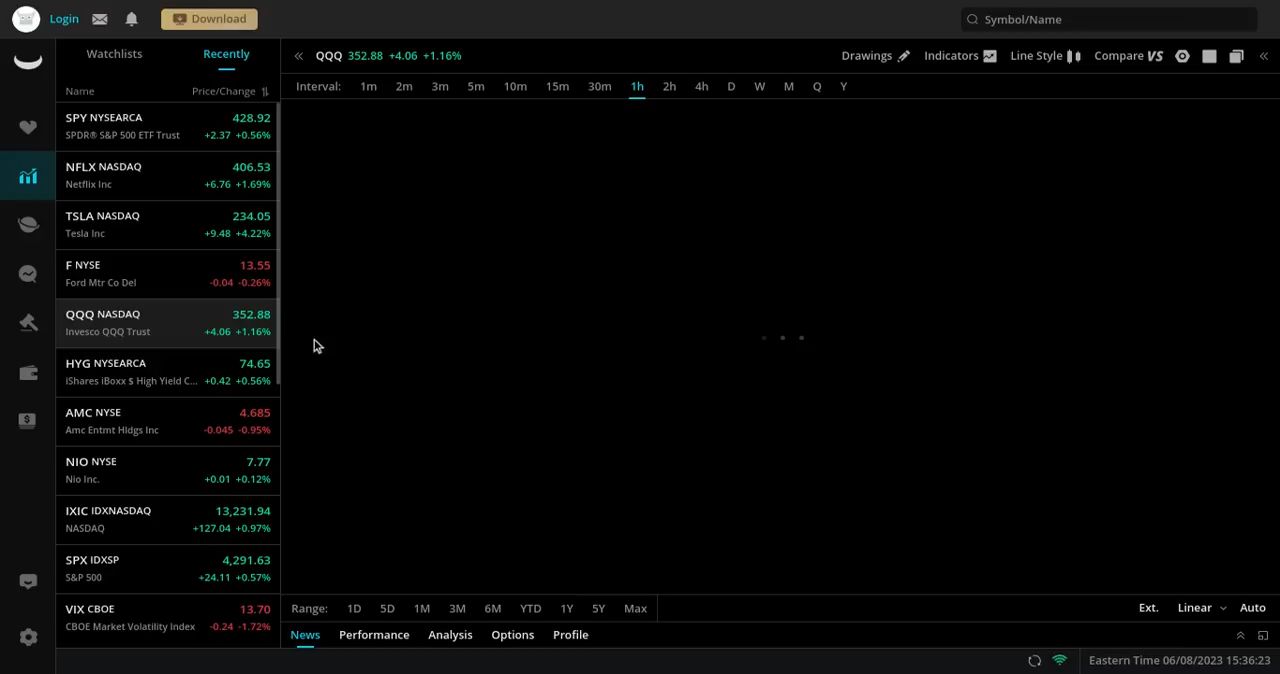 Login
Download
Symbol/Name
Watchlists
Recently
QQQ 352.88 +4.06 +1.16%
Drawings
Indicators
Line Style
Compare VS
Name
Price/Change
Interval: 1m 2m 3m 5m 10m 15m 30m 1h 2h 4h D W M Q Y
SPY NYSEARCA 428.92
SPDR® S&P 500 ETF Trust +2.37 +0.56%
NFLX NASDAQ 406.53
Netflix Inc +6.76 +1.69%
TSLA NASDAQ 234.05
Tesla Inc +9.48 +4.22%
F NYSE 13.55
Ford Mtr Co Del -0.04 -0.26%
QQQ NASDAQ 352.88
Invesco QQQ Trust +4.06 +1.16%
HYG NYSEARCA 74.65
iShares iBoxx $ High Yield C... +0.42 +0.56%
AMC NYSE 4.685
Amc Entmt Hldgs Inc -0.045 -0.95%
NIO NYSE 7.77
Nio Inc. +0.01 +0.12%
IXIC IDXNASDAQ 13,231.94
NASDAQ +127.04 +0.97%
SPX IDXSP 4,291.63
S&P 500 +24.11 +0.57%
VIX CBOE 13.70
CBOE Market Volatility Index -0.24 -1.72%
Range: 1D 5D 1M 3M 6M YTD 1Y 5Y Max
Ext. Linear Auto
News Performance Analysis Options Profile
Eastern Time 06/08/2023 15:36:23